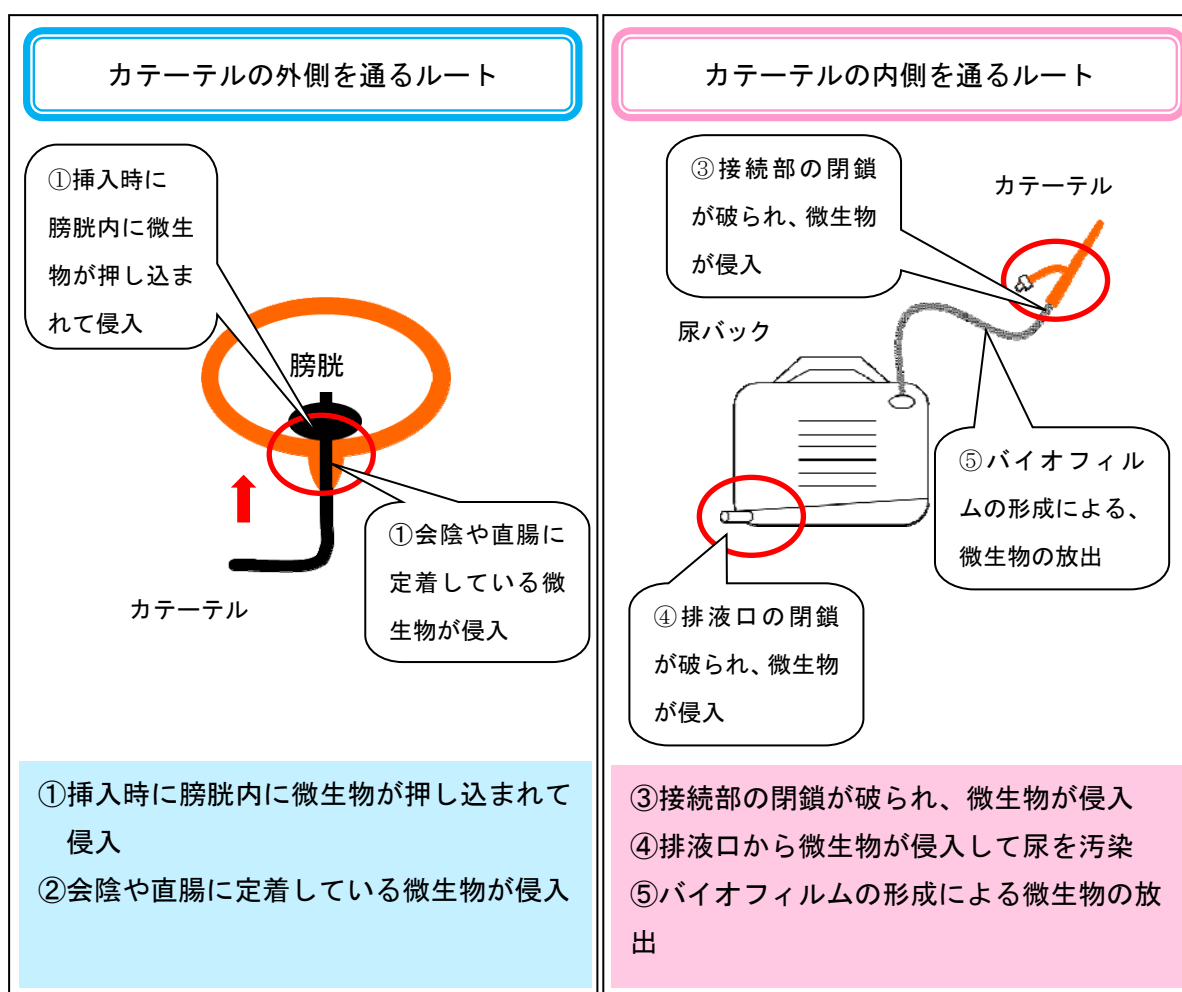 カテーテルの外側を通るルート
①挿入時に
膀胱内に微生
物が押し込ま
れて侵入
膀胱
①会陰や直腸に
定着している微
生物が侵入
カテーテル
①挿入時に膀胱内に微生物が押し込まれて
侵入
②会陰や直腸に定着している微生物が侵入
カテーテルの内側を通るルート
③接続部の閉鎖
が破られ、微生物
が侵入
カテーテル
尿バック
⑤バイオフィル
ムの形成による、
微生物の放出
④排液口の閉鎖
が破られ、微生物
が侵入
③接続部の閉鎖が破られ、微生物が侵入
④排液口から微生物が侵入して尿を汚染
⑤バイオフィルムの形成による微生物の放
出